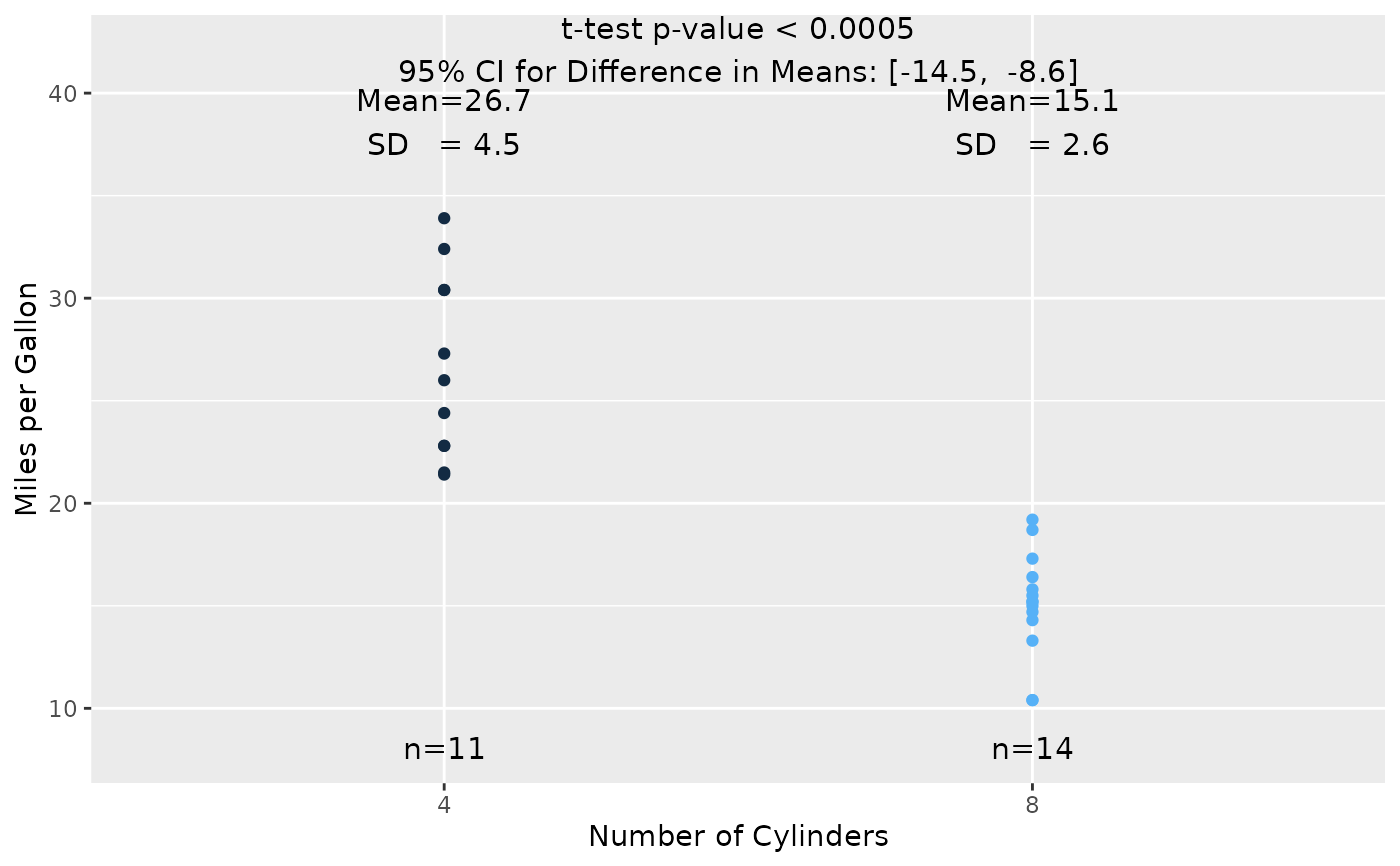 t-test p-value < 0.0005
95% CI for Difference in Means: [-14.5,  -8.6]
Mean=26.7
SD   = 4.5
Mean=15.1
SD   = 2.6
Miles per Gallon
40
30
20
10
n=11
n=14
4
8
Number of Cylinders